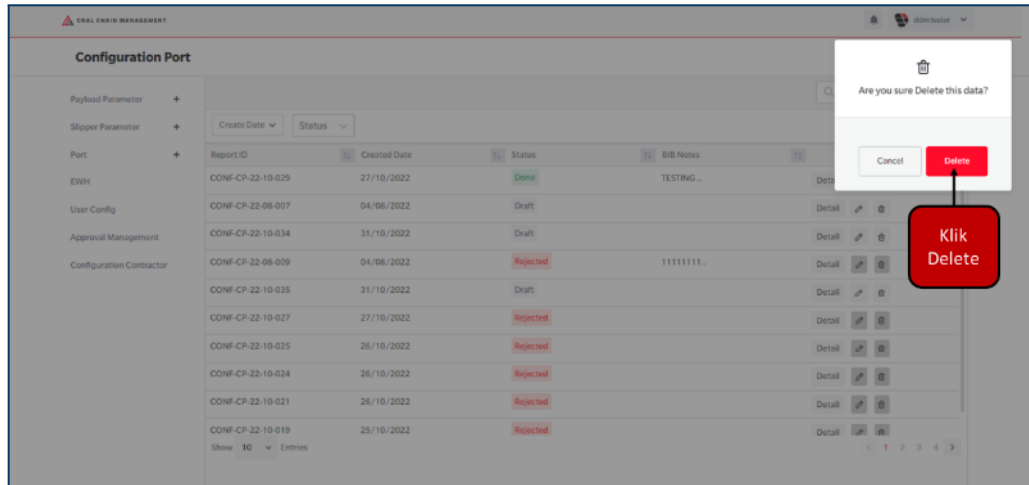 COAL CHAIN MANAGEMENT
ddm tester
Configuration Port
Are you sure Delete this data?
Cancel Delete
Klik
Delete
Payload Parameter +
Slipper Parameter +
Port +
EWH
User Config
Approval Management
Configuration Contractor
Create Date Status
Report ID Created Date Status BIB Notes
CONF-CP-22-10-029 27/10/2022 Done TESTING ...
CONF-CP-22-08-007 04/08/2022 Draft Detail
CONF-CP-22-10-034 31/10/2022 Draft Detail
CONF-CP-22-08-009 04/08/2022 Rejected 11111111... Detail
CONF-CP-22-10-035 31/10/2022 Draft Detail
CONF-CP-22-10-027 27/10/2022 Rejected Detail
CONF-CP-22-10-025 26/10/2022 Rejected Detail
CONF-CP-22-10-024 26/10/2022 Rejected Detail
CONF-CP-22-10-021 26/10/2022 Rejected Detail
CONF-CP-22-10-019 25/10/2022 Rejected Detail
Show 10 Entries < 1 2 3 4 >